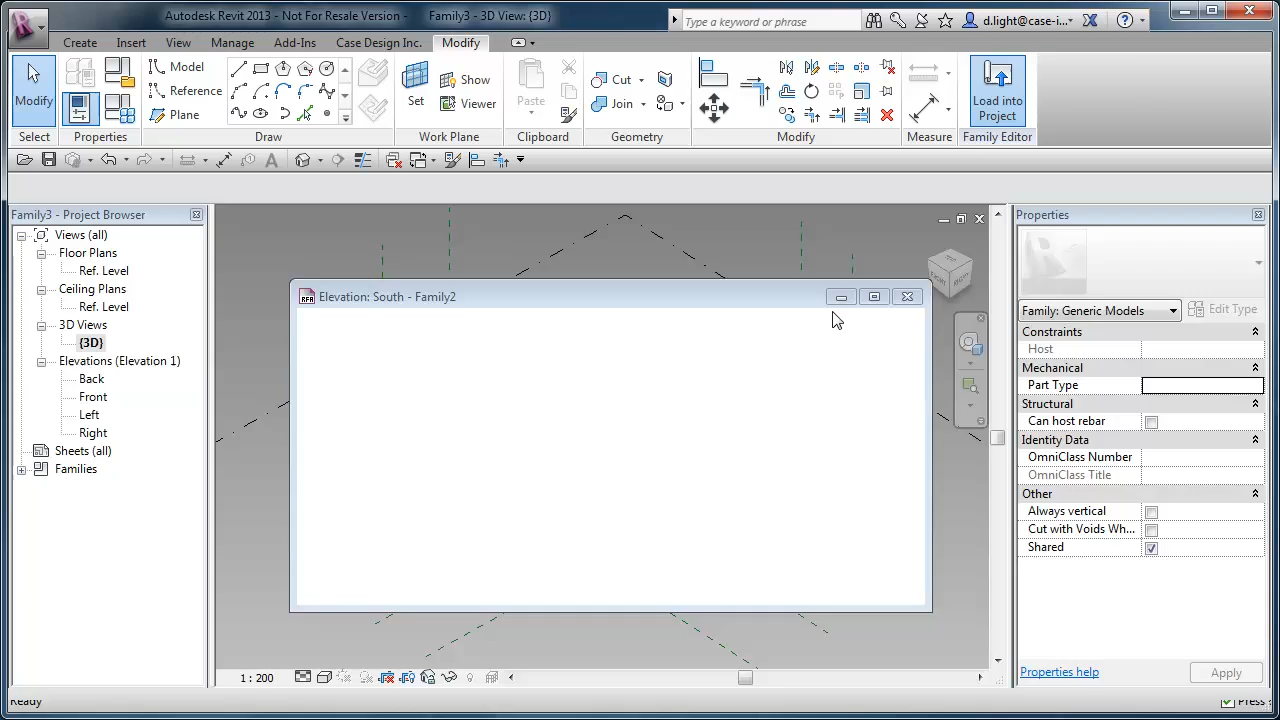 Autodesk Revit 2013 - Not For Resale Version - Family3 - 3D View: {3D}
Type a keyword or phrase
d.light@case-i...
Create Insert View Manage Add-Ins Case Design Inc. Modify
Modify
Model
Reference
Plane
Set
Show
Viewer
Paste
Cut
Join
Load into
Project
Select Properties Draw Work Plane Clipboard Geometry Modify Measure Family Editor
Family3 - Project Browser
Views (all)
Floor Plans
Ref. Level
Ceiling Plans
Ref. Level
3D Views
{3D}
Elevations (Elevation 1)
Back
Front
Left
Right
Sheets (all)
Families
TOP
RIGHT
BACK
RFA
Elevation: South - Family2
1 : 200
Properties
Family: Generic Models
Edit Type
Constraints
Host
Mechanical
Part Type
Structural
Can host rebar
Identity Data
OmniClass Number
OmniClass Title
Other
Always vertical
Cut with Voids Wh...
Shared
Properties help
Apply
Ready
Press